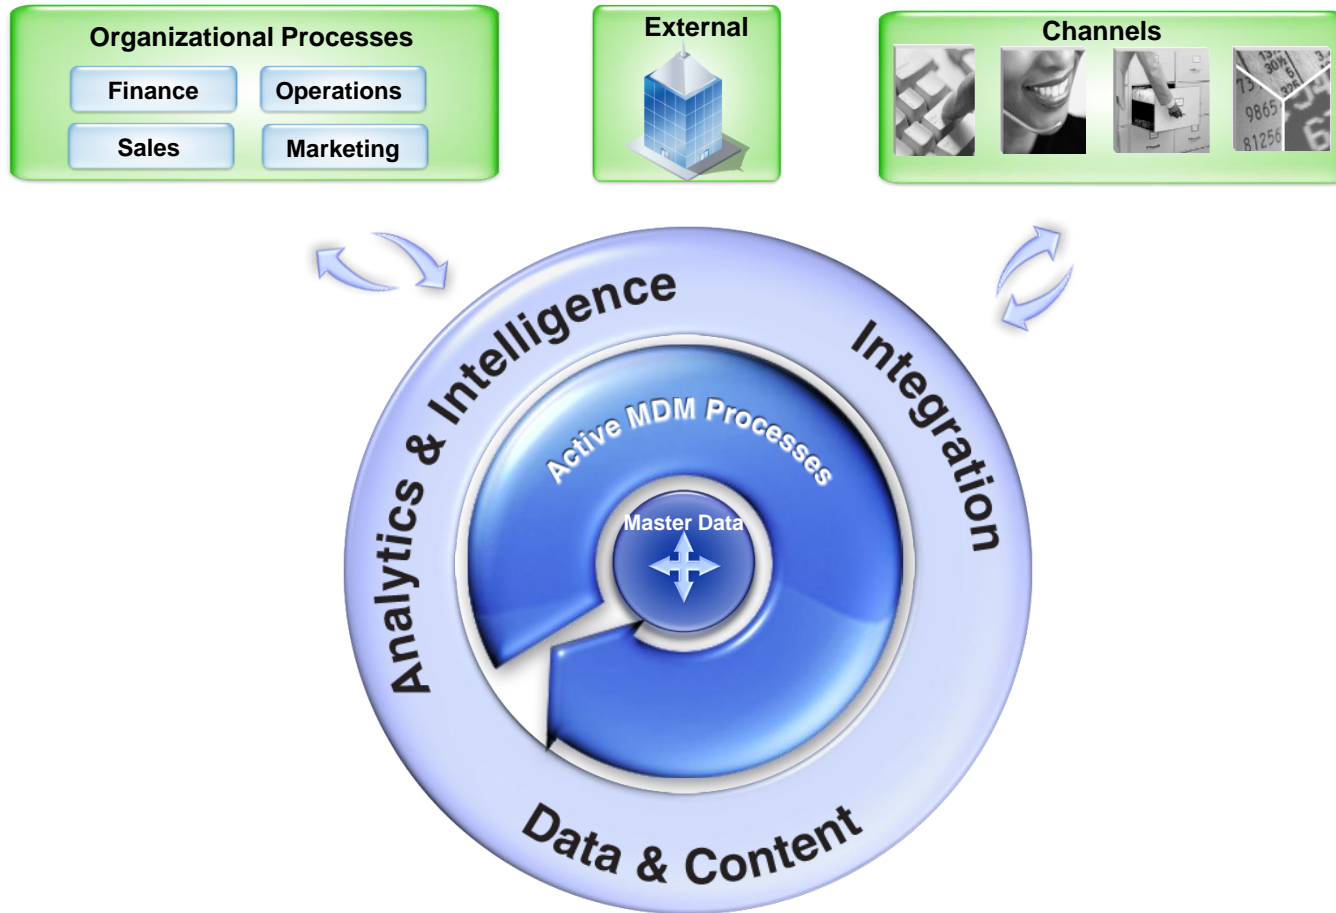 Organizational Processes
Finance
Operations
Sales
Marketing
External
Channels
Analytics & Intelligence
Integration
Active MDM Processes
Master Data
Data & Content